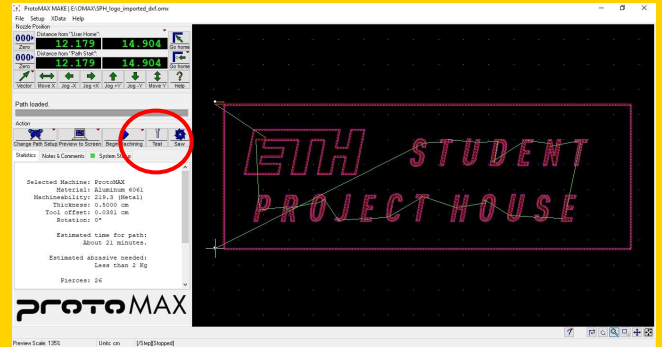 ProtoMAX MAKE | E:\OMAX\SPH_logo_imported_dxf.omx
File Setup XData Help
Nozzle Position
Distance from "User Home":
000
12.179 14.904
Zero
Go home
Distance from "Path Start":
000
12.179 14.904
Zero
Go home
Vector Move X Jog -X Jog +X Jog +Y Jog -Y Move Y Help
Path loaded.
Action
Change Path Setup Preview to Screen Begin Machining Test Saw
Statistics Notes & Comments System Status
Selected Machine: ProtoMAX
Material: Aluminum 6061
Machineability: 219.3 (Metal)
Thickness: 0.5000 cm
Tool offset: 0.0381 cm
Rotation: 0°
Estimated time for path:
About 21 minutes.
Estimated abrasive needed:
Less than 2 Kg
Pierces: 26
ETH STUDENT
PROJECT HOUSE
protoMAX
Preview Scale: 135% Units: cm [/Step][Stopped]